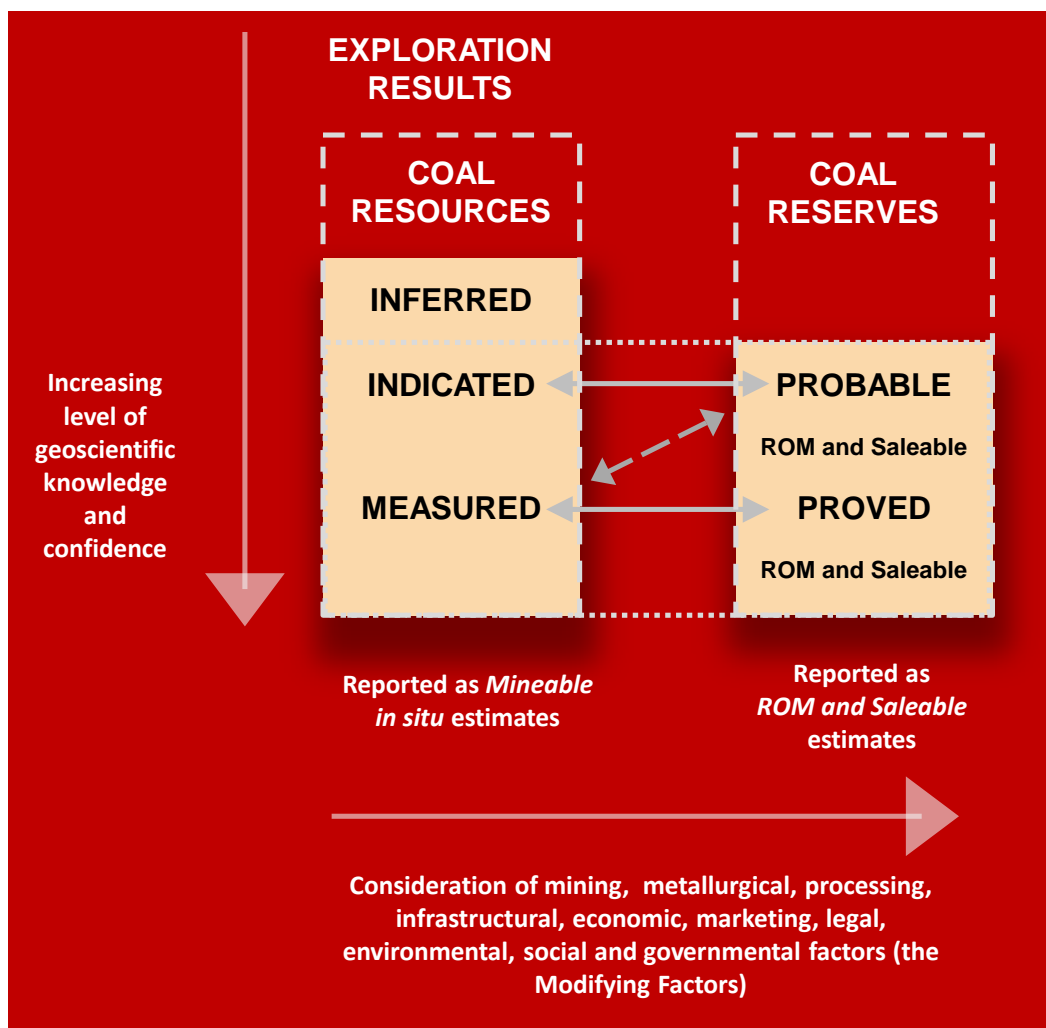 EXPLORATION
RESULTS
COAL
RESOURCES
COAL
RESERVES
INFERRED
INDICATED
PROBABLE
ROM and Saleable
MEASURED
PROVED
ROM and Saleable
Increasing
level of
geoscientific
knowledge
and
confidence
Reported as Mineable
in situ estimates
Reported as
ROM and Saleable
estimates
Consideration of mining, metallurgical, processing,
infrastructural, economic, marketing, legal,
environmental, social and governmental factors (the
Modifying Factors)